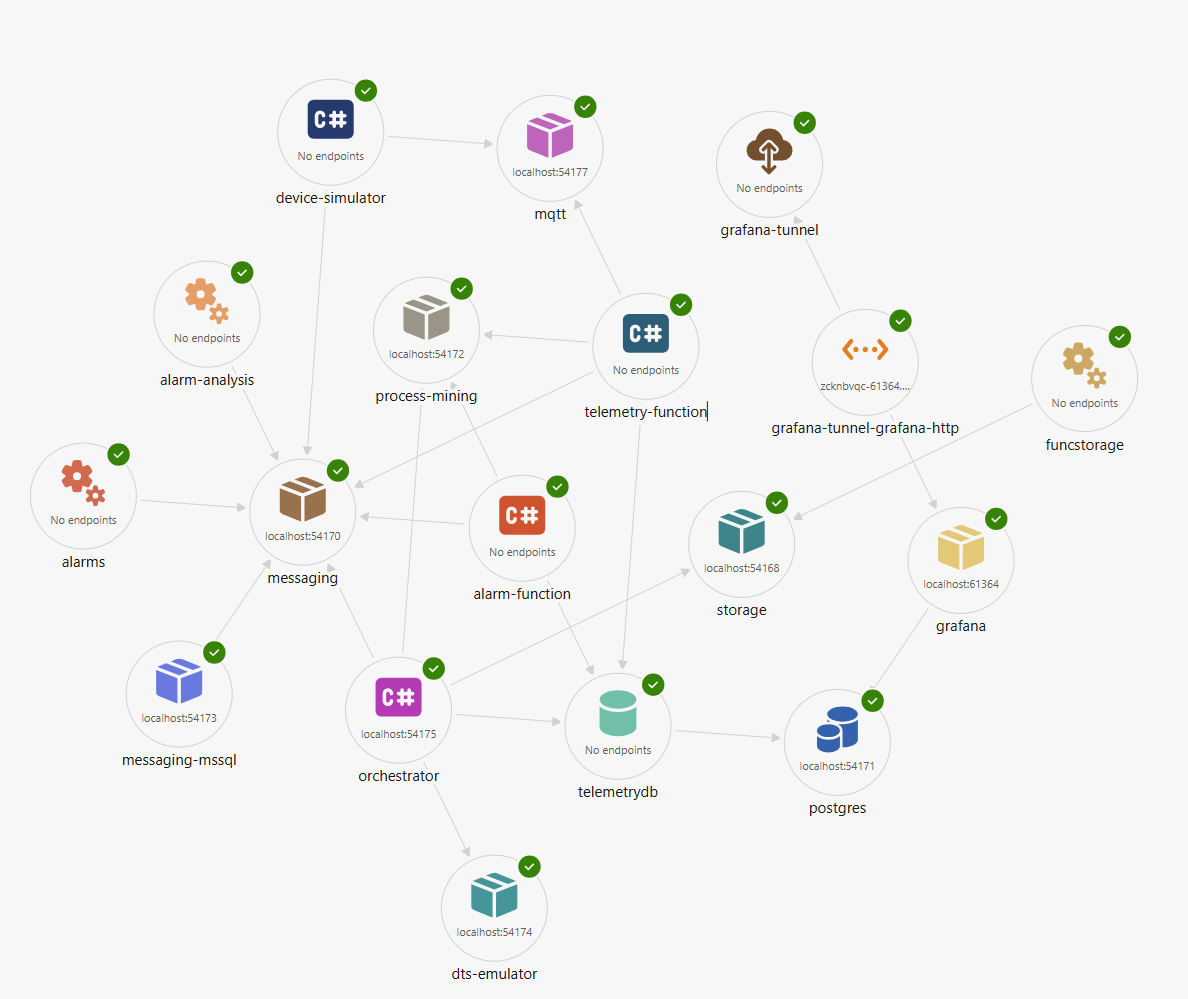 C#
No endpoints
device-simulator
localhost:54177
mqtt
No endpoints
grafana-tunnel
No endpoints
alarm-analysis
localhost:54172
process-mining
C#
No endpoints
telemetry-function
zcknbvqc-61364....
grafana-tunnel-grafana-http
No endpoints
funcstorage
No endpoints
alarms
localhost:54170
messaging
C#
No endpoints
alarm-function
localhost:54168
storage
localhost:61364
grafana
localhost:54173
messaging-mssql
C#
localhost:54175
orchestrator
No endpoints
telemetrydb
localhost:54171
postgres
localhost:54174
dts-emulator